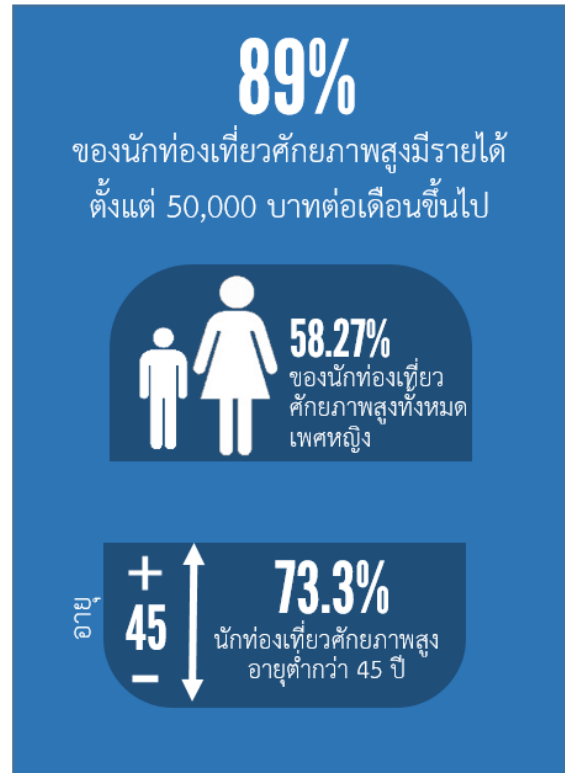 89%
ของนักท่องเที่ยวศักยภาพสูงมีรายได้
ตั้งแต่ 50,000 บาทต่อเดือนขึ้นไป
58.27%
ของนักท่องเที่ยว
ศักยภาพสูงทั้งหมด
เพศหญิง
อายุ
+
45
–
73.3%
นักท่องเที่ยวศักยภาพสูง
อายุต่ำกว่า 45 ปี